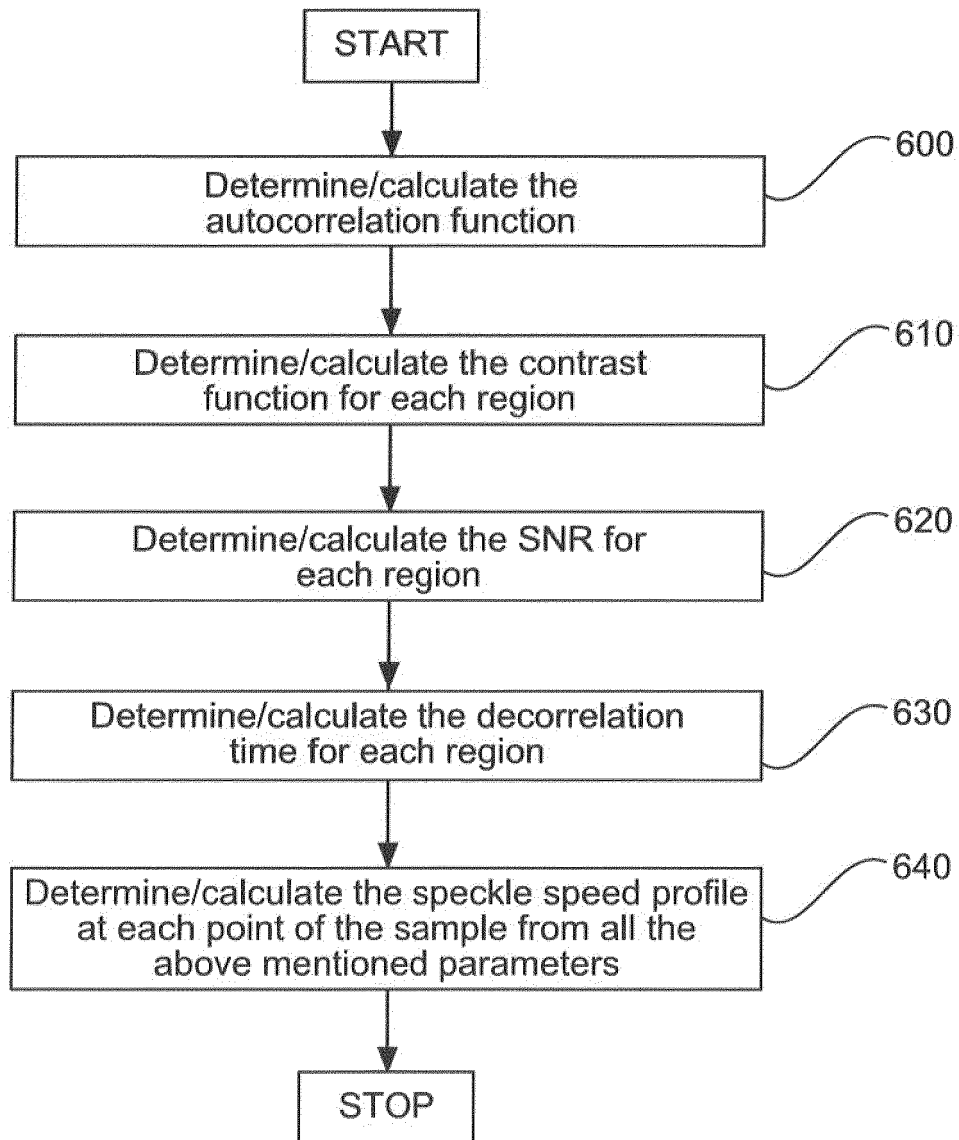 START
600
Determine/calculate the
autocorrelation function
610
Determine/calculate the contrast
function for each region
620
Determine/calculate the SNR for
each region
630
Determine/calculate the decorrelation
time for each region
640
Determine/calculate the speckle speed profile
at each point of the sample from all the
above mentioned parameters
STOP